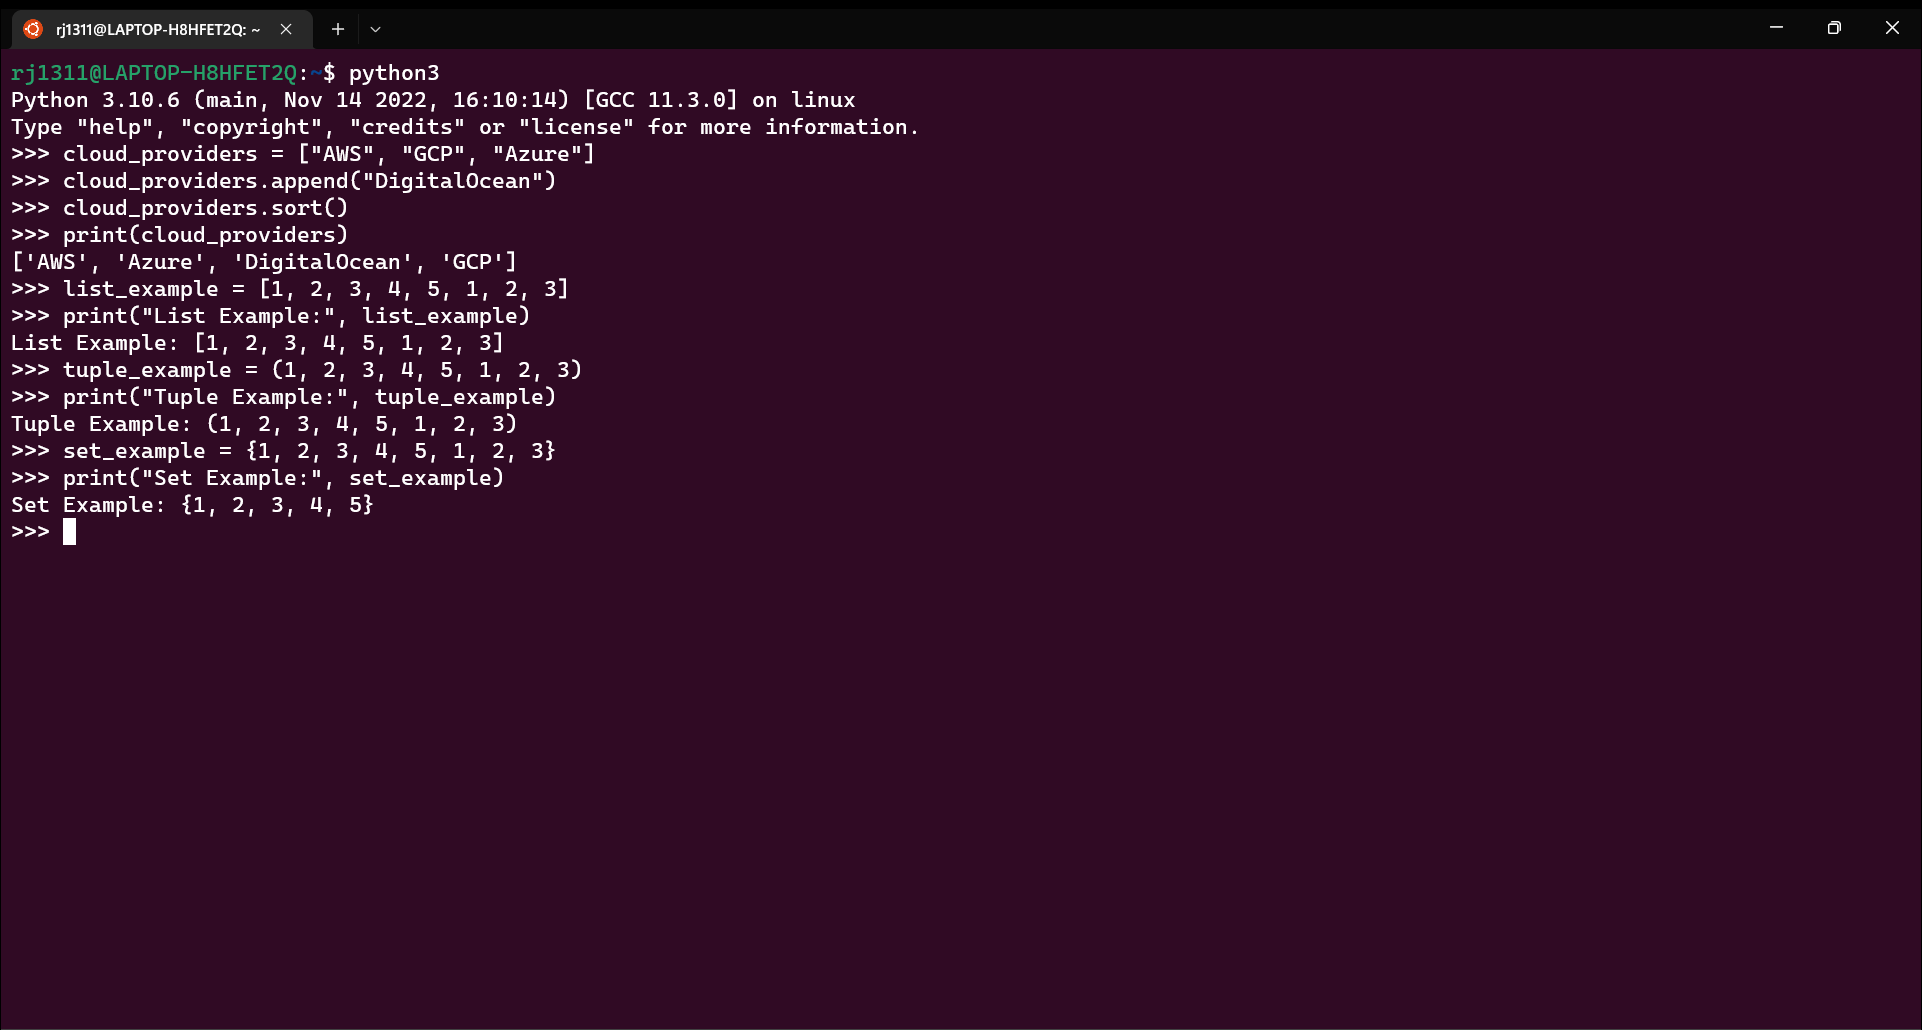 rj1311@LAPTOP-H8HFET2Q: ~
rj1311@LAPTOP-H8HFET2Q:~$ python3
Python 3.10.6 (main, Nov 14 2022, 16:10:14) [GCC 11.3.0] on linux
Type "help", "copyright", "credits" or "license" for more information.
>>> cloud_providers = ["AWS", "GCP", "Azure"]
>>> cloud_providers.append("DigitalOcean")
>>> cloud_providers.sort()
>>> print(cloud_providers)
['AWS', 'Azure', 'DigitalOcean', 'GCP']
>>> list_example = [1, 2, 3, 4, 5, 1, 2, 3]
>>> print("List Example:", list_example)
List Example: [1, 2, 3, 4, 5, 1, 2, 3]
>>> tuple_example = (1, 2, 3, 4, 5, 1, 2, 3)
>>> print("Tuple Example:", tuple_example)
Tuple Example: (1, 2, 3, 4, 5, 1, 2, 3)
>>> set_example = {1, 2, 3, 4, 5, 1, 2, 3}
>>> print("Set Example:", set_example)
Set Example: {1, 2, 3, 4, 5}
>>>